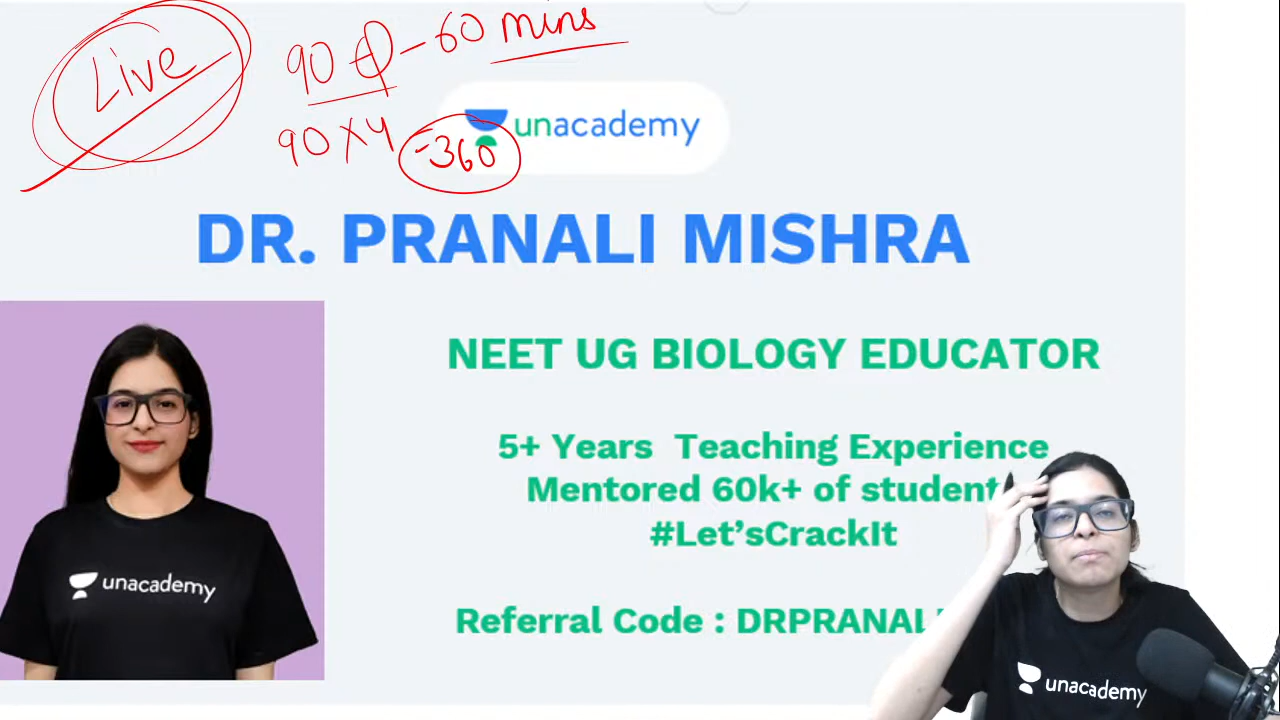 Live
90 Q - 60 mins
90 X 4 = 360
unacademy
DR. PRANALI MISHRA
NEET UG BIOLOGY EDUCATOR
5+ Years Teaching Experience
Mentored 60k+ of student
#Let'sCrackIt
Referral Code : DRPRANAL
unacademy
unacademy